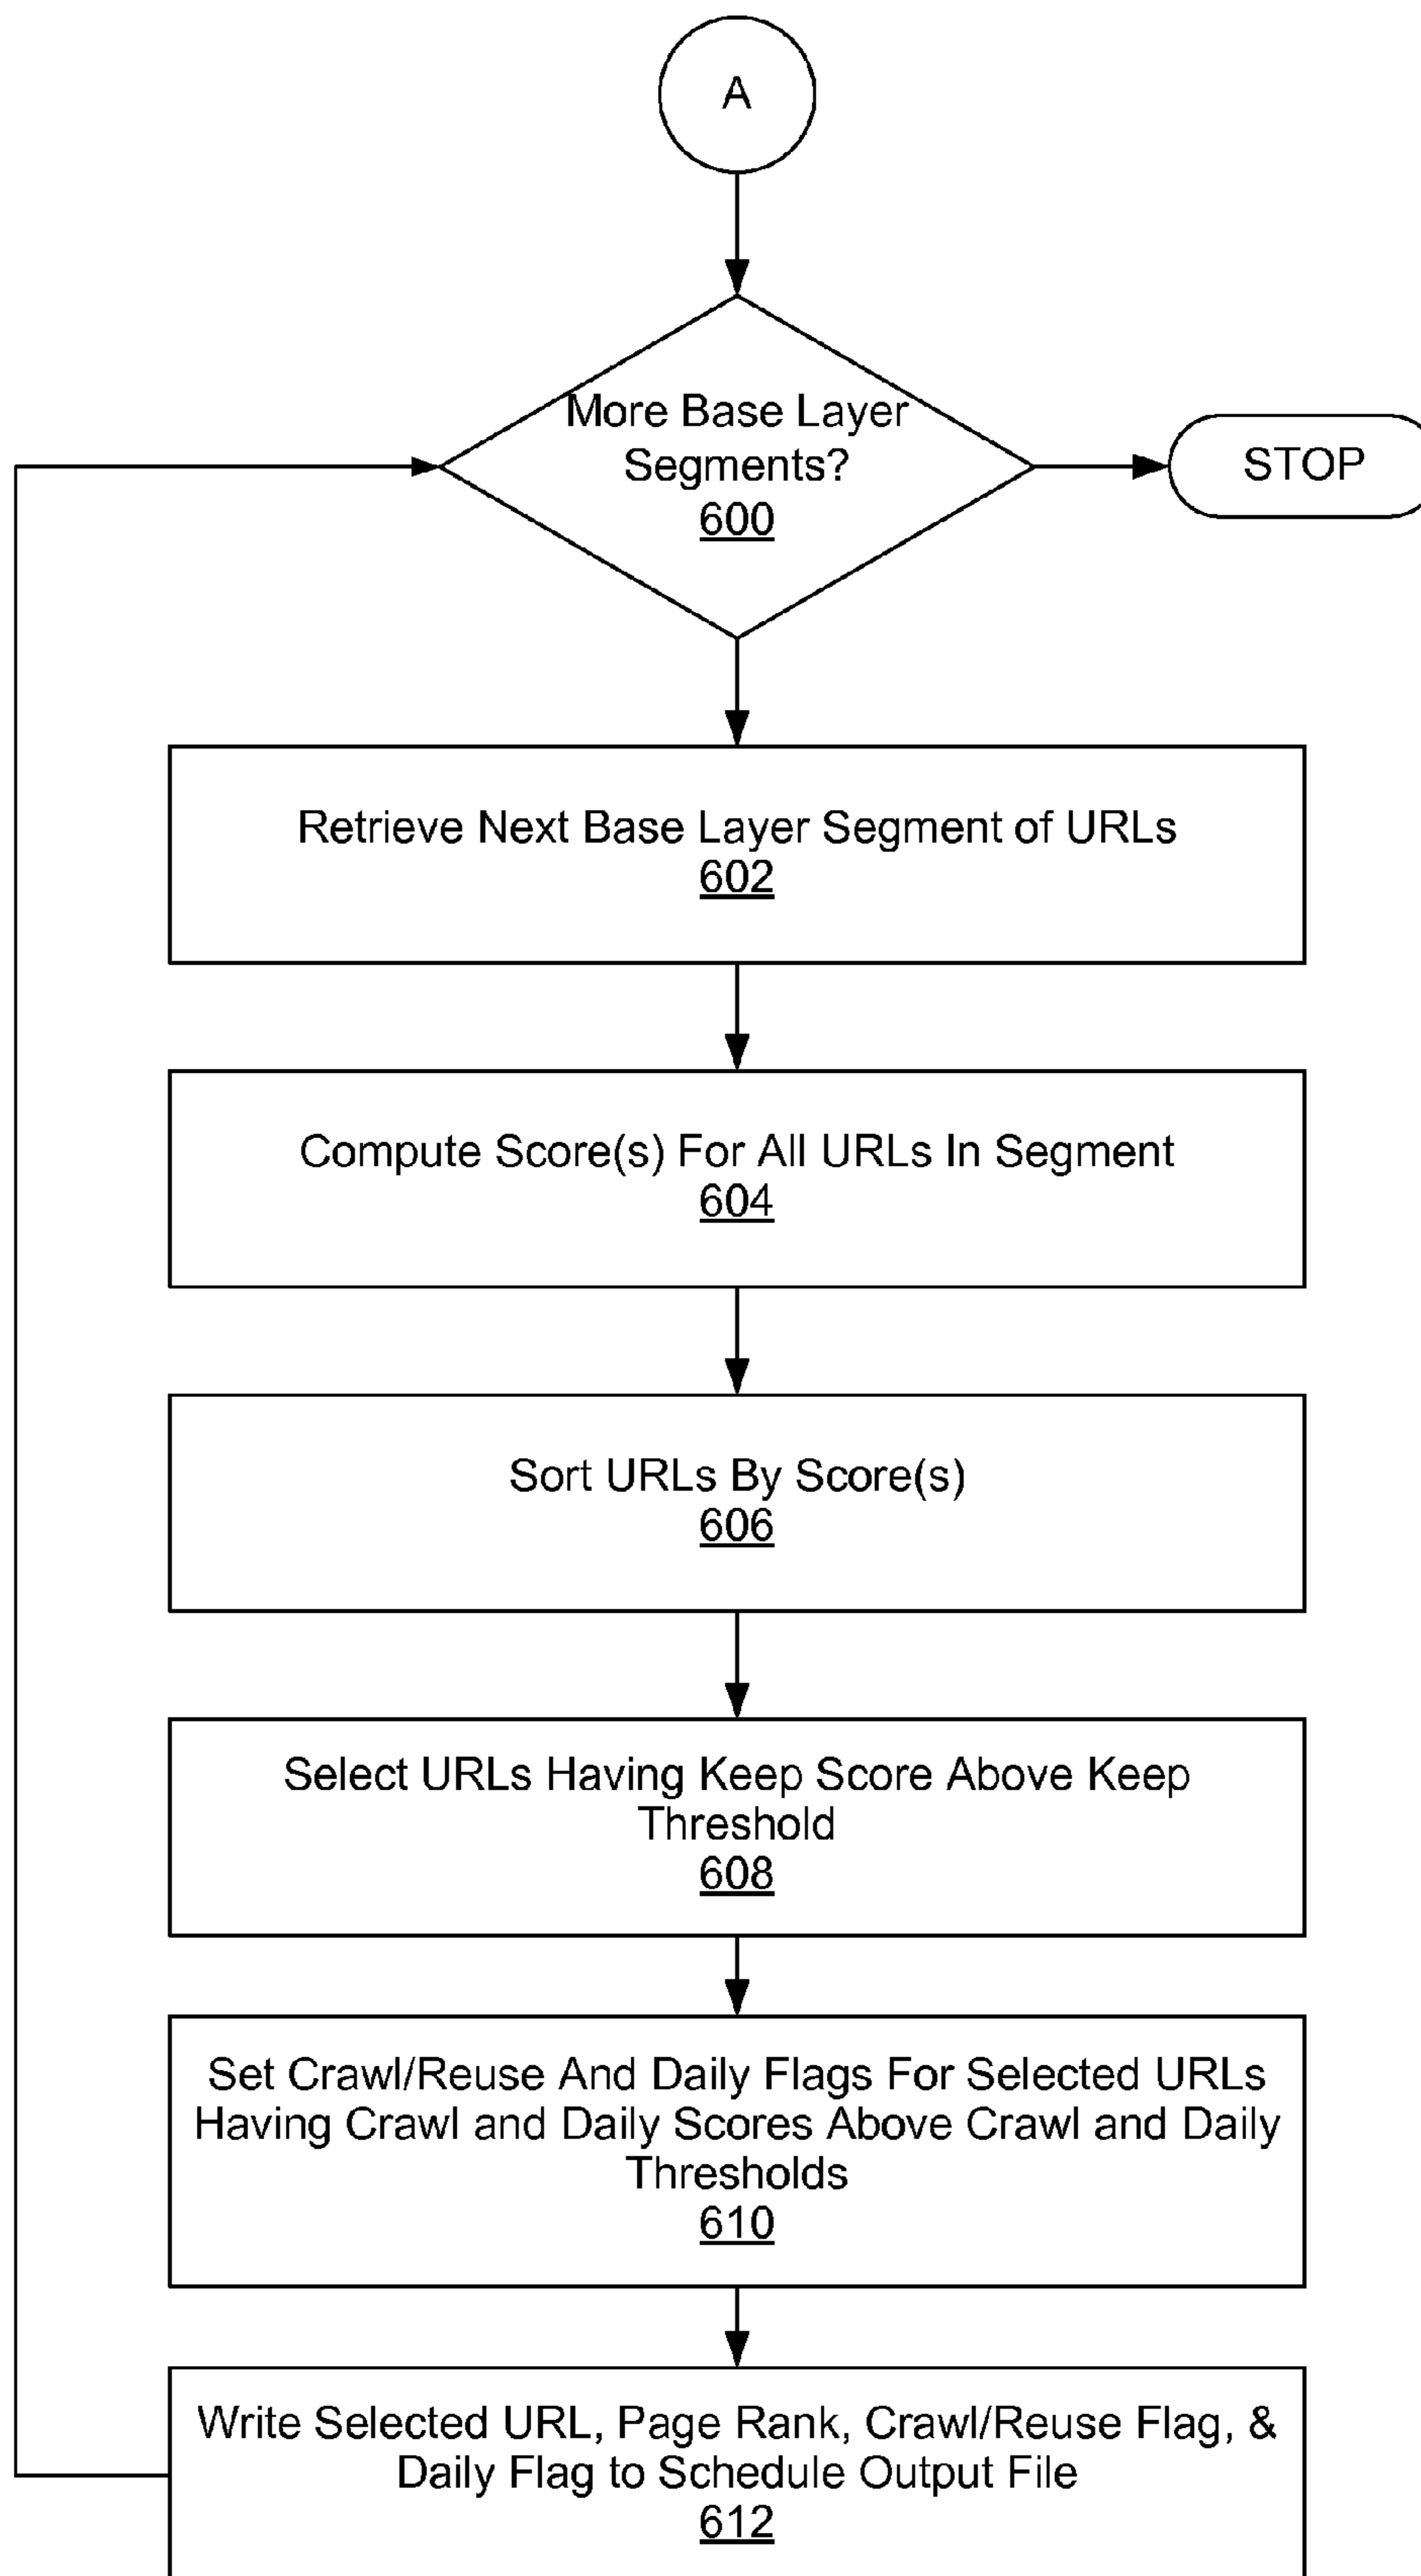 A
More Base Layer
Segments?
600
STOP
Retrieve Next Base Layer Segment of URLs
602
Compute Score(s) For All URLs In Segment
604
Sort URLs By Score(s)
606
Select URLs Having Keep Score Above Keep
Threshold
608
Set Crawl/Reuse And Daily Flags For Selected URLs
Having Crawl and Daily Scores Above Crawl and Daily
Thresholds
610
Write Selected URL, Page Rank, Crawl/Reuse Flag, &
Daily Flag to Schedule Output File
612